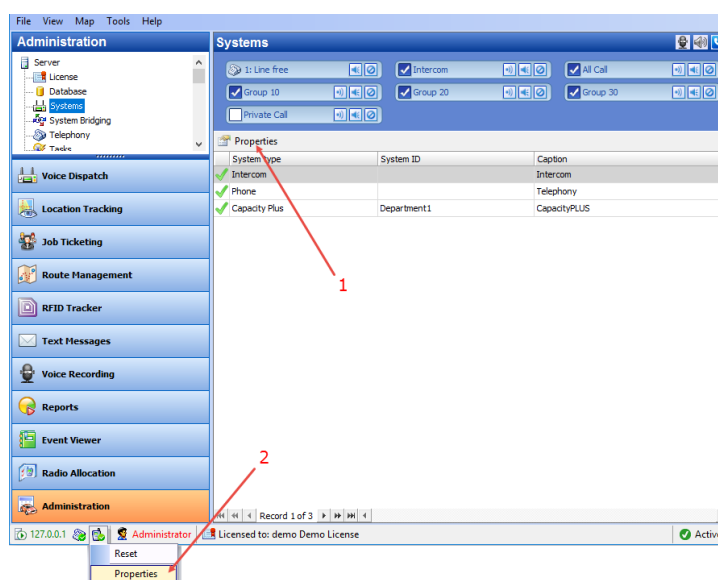 File View Map Tools Help
Administration
Systems
Server
License
Database
Systems
System Bridging
Telephony
Tasks
1: Line free
Intercom
All Call
Group 10
Group 20
Group 30
Private Call
Properties
System type System ID Caption
Intercom Intercom
Phone Telephony
Capacity Plus Department1 CapacityPLUS
1
Voice Dispatch
Location Tracking
Job Ticketing
Route Management
RFID Tracker
Text Messages
Voice Recording
Reports
Event Viewer
Radio Allocation
Administration
2
Record 1 of 3
127.0.0.1 Administrator Licensed to: demo Demo License Active
Reset
Properties